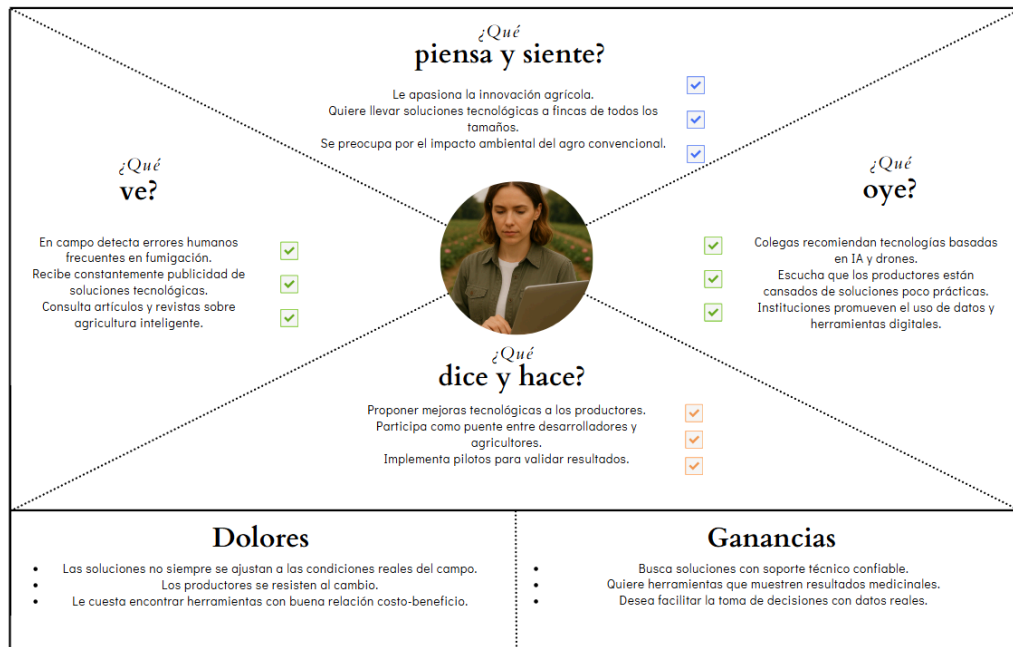 ¿Qué
piensa y siente?
Le apasiona la innovación agrícola.
Quiere llevar soluciones tecnológicas a fincas de todos los
tamaños.
Se preocupa por el impacto ambiental del agro convencional.
¿Qué
ve?
En campo detecta errores humanos
frecuentes en fumigación.
Recibe constantemente publicidad de
soluciones tecnológicas.
Consulta artículos y revistas sobre
agricultura inteligente.
¿Qué
oye?
Colegas recomiendan tecnologías basadas
en IA y drones.
Escucha que los productores están
cansados de soluciones poco prácticas.
Instituciones promueven el uso de datos y
herramientas digitales.
¿Qué
dice y hace?
Proponer mejoras tecnológicas a los productores.
Participa como puente entre desarrolladores y
agricultores.
Implementa pilotos para validar resultados.
Dolores
• Las soluciones no siempre se ajustan a las condiciones reales del campo.
• Los productores se resisten al cambio.
• Le cuesta encontrar herramientas con buena relación costo-beneficio.
Ganancias
• Busca soluciones con soporte técnico confiable.
• Quiere herramientas que muestren resultados medicinales.
• Desea facilitar la toma de decisiones con datos reales.